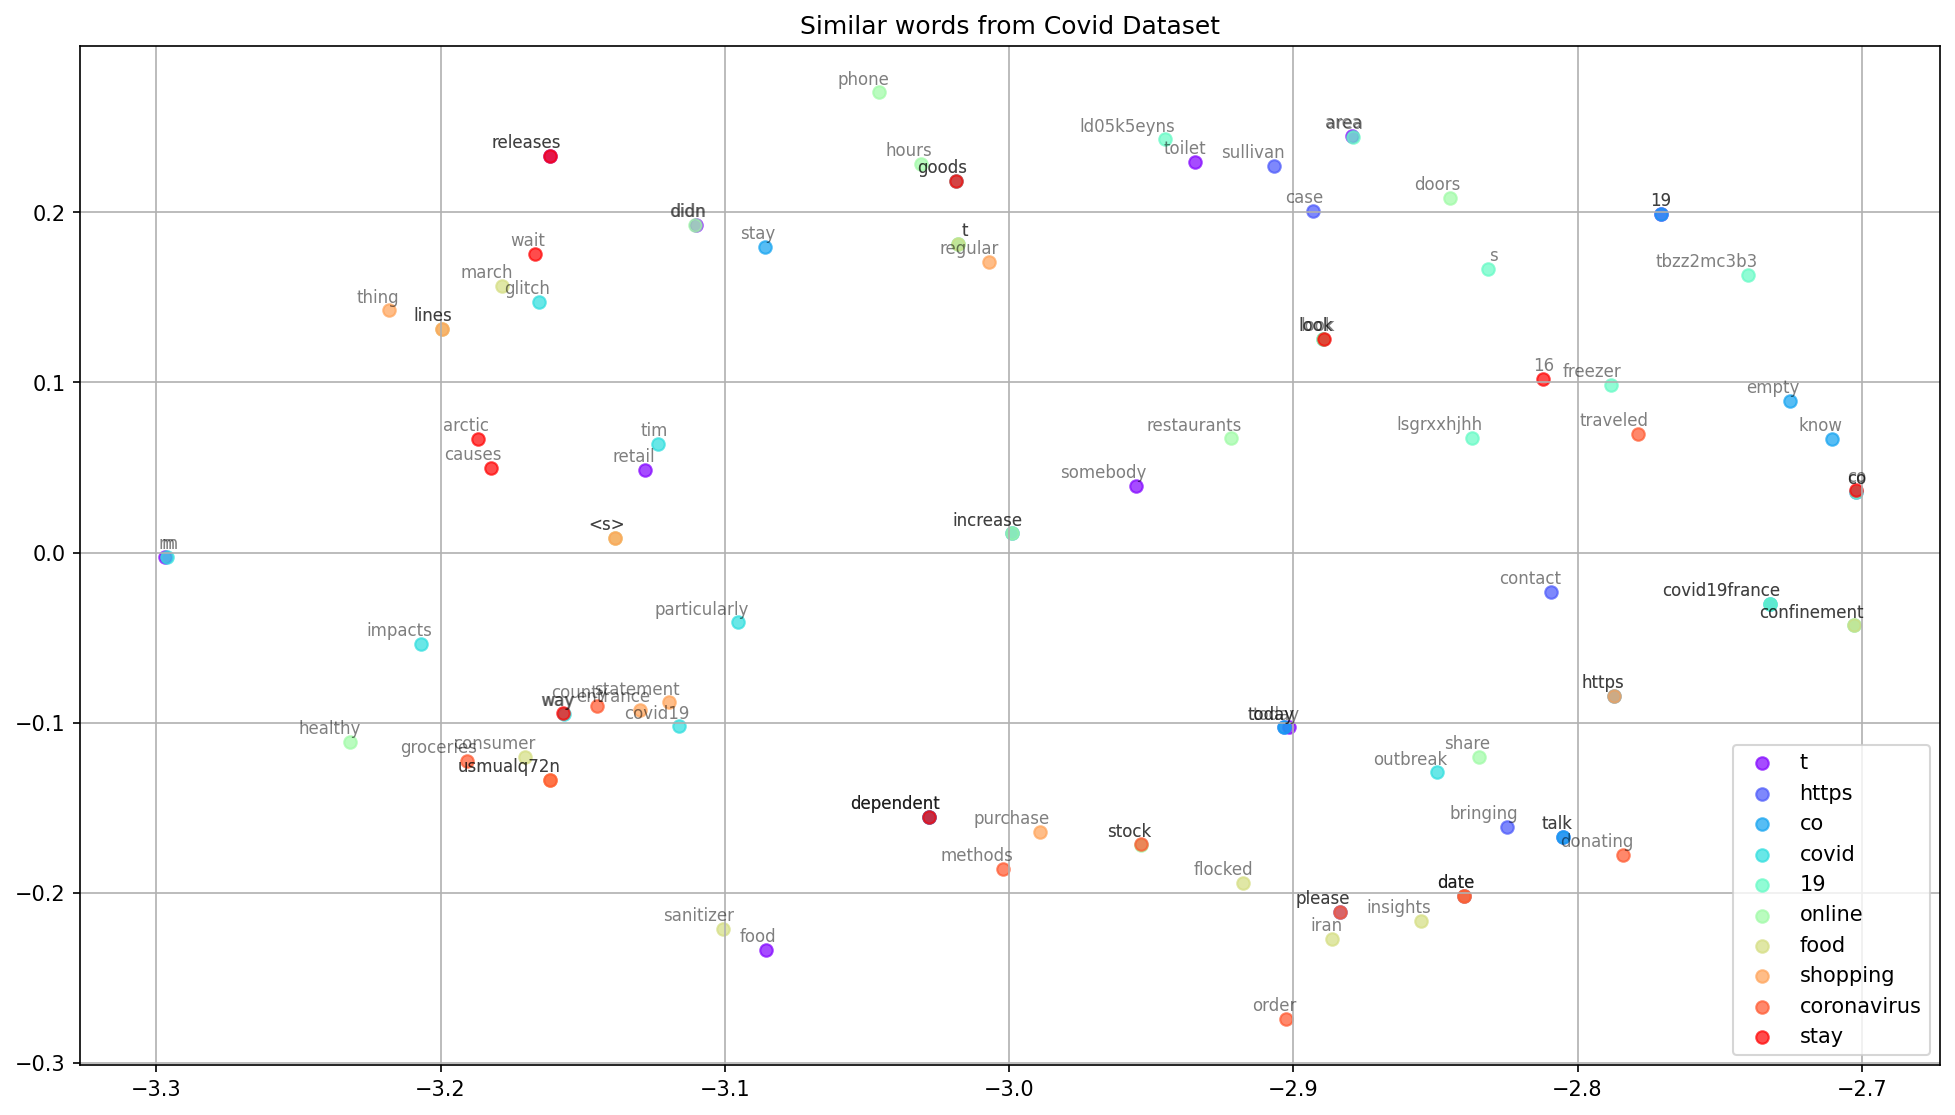 Similar words from Covid Dataset
phone
ld05k5eyns
area
releases
hours
toilet
sullivan
goods
doors
case
19
didn
stay
t
wait
regular
s
tbzz2mc3b3
march
glitch
thing
lines
look
16
freezer
empty
arctic
tim
restaurants
lsgrxxhjhh
traveled
know
causes
retail
somebody
co
<s>
increase
m
contact
covid19france
particularly
confinement
impacts
https
county
statement
way
entrance
covid19
healthy
today
groceries
consumer
share
usmualq72n
outbreak
dependent
purchase
stock
bringing
talk
donating
methods
flocked
date
please
insights
sanitizer
food
iran
order
0.2
0.1
0.0
−0.1
−0.2
−0.3
−3.3
−3.2
−3.1
−3.0
−2.9
−2.8
−2.7
t
https
co
covid
19
online
food
shopping
coronavirus
stay